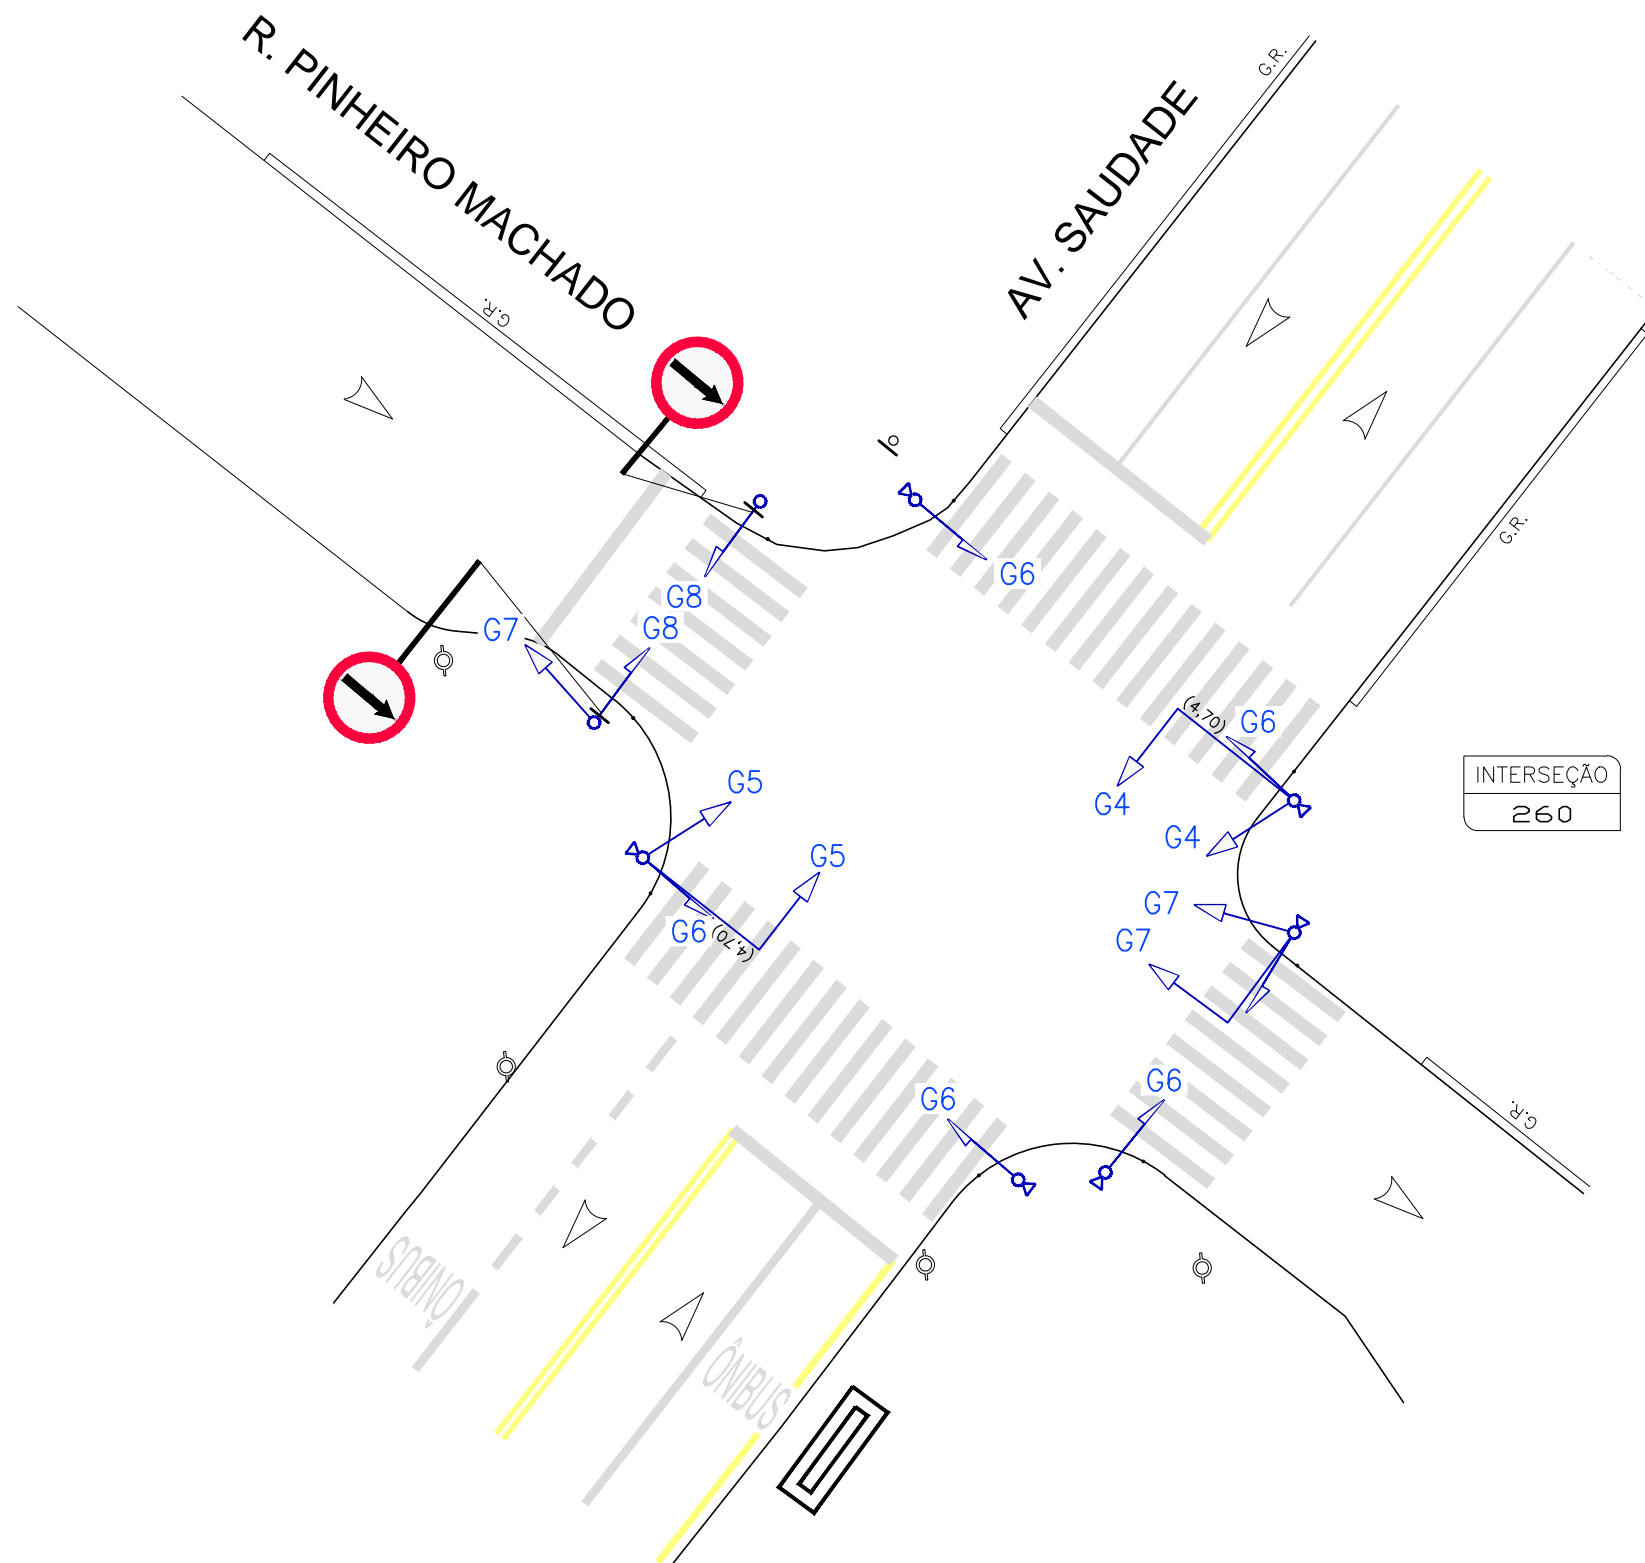 R. PINHEIRO MACHADO
AV. SAUDADE
G.R.
G.R.
G.R.
G.R.
G8
G8
G7
G6
G5
G5
G6
(4,70)
(4,70)
G6
G4
G4
G7
G7
G6
G6
INTERSEÇÃO
260
ÔNIBUS
ÔNIBUS